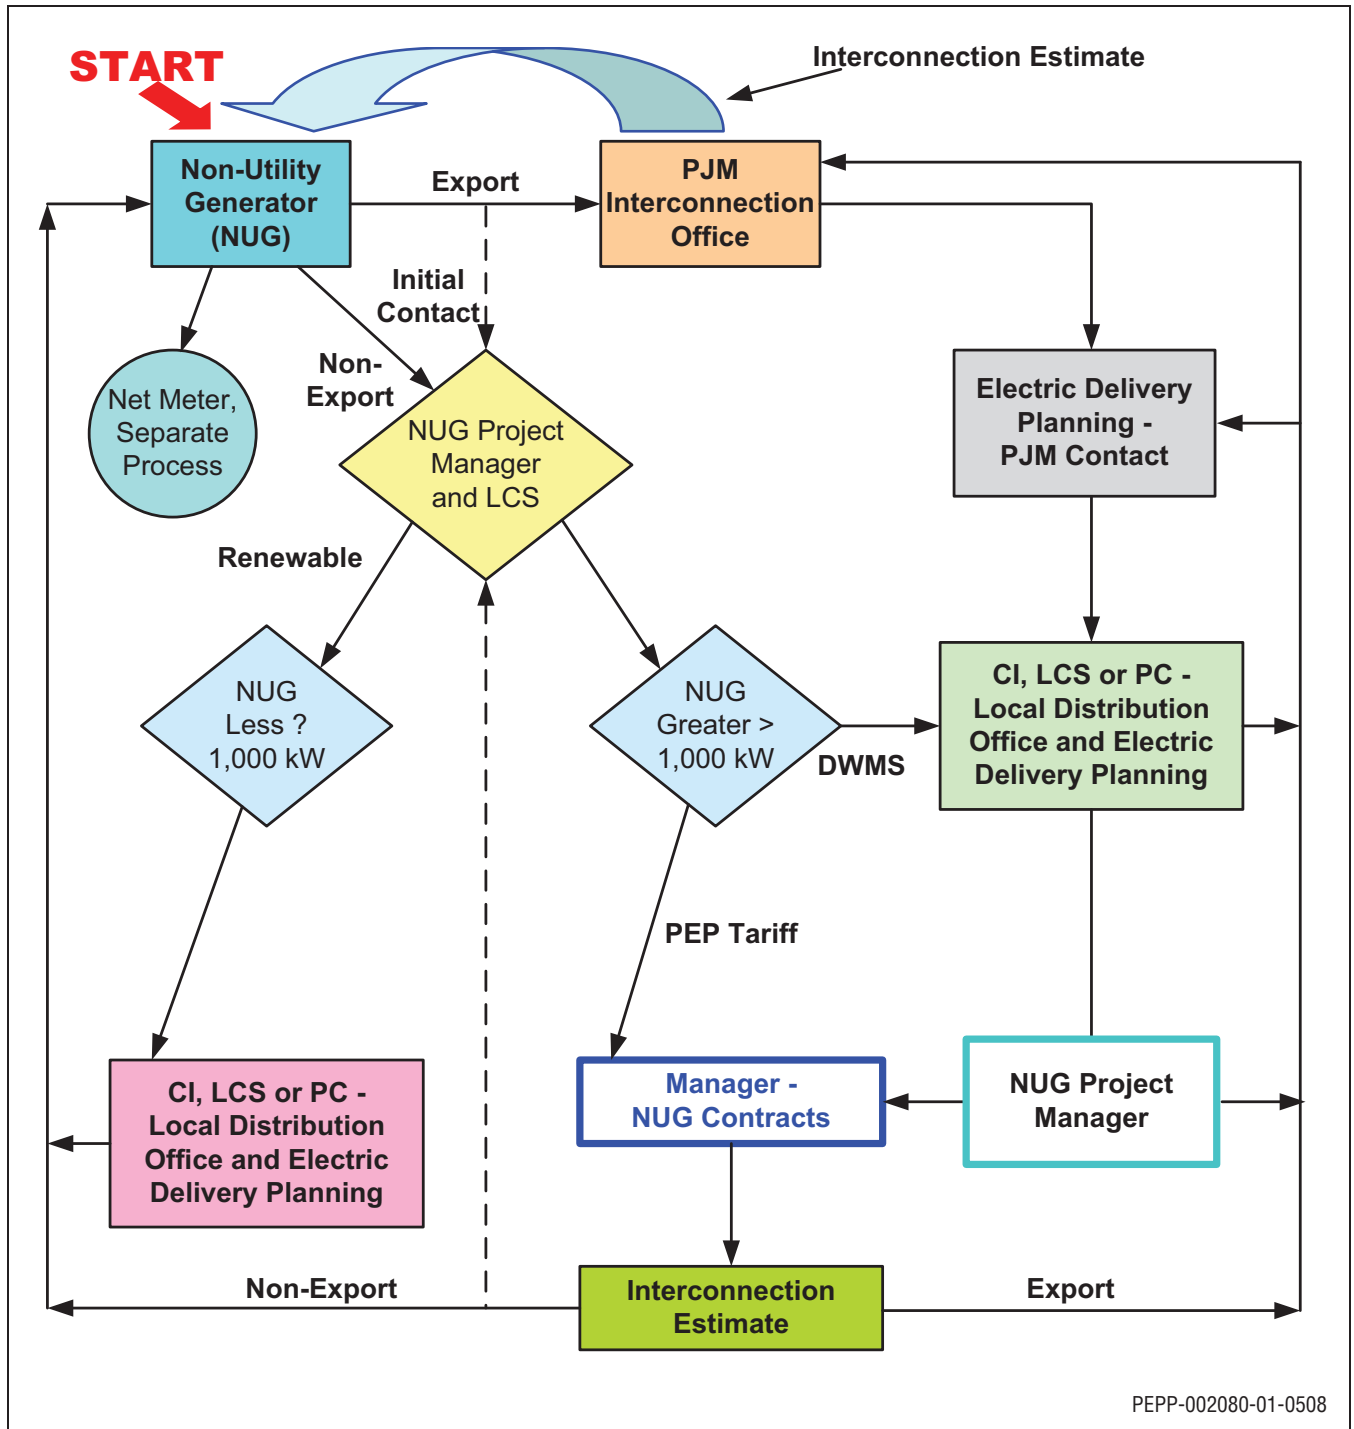 START
Interconnection Estimate
Non-Utility
Generator
(NUG)
Export
PJM
Interconnection
Office
Initial
Contact
Non-
Export
Net Meter,
Separate
Process
NUG Project
Manager
and LCS
Electric Delivery
Planning -
PJM Contact
Renewable
NUG
Less ?
1,000 kW
NUG
Greater >
1,000 kW
DWMS
CI, LCS or PC -
Local Distribution
Office and Electric
Delivery Planning
PEP Tariff
CI, LCS or PC -
Local Distribution
Office and Electric
Delivery Planning
Manager -
NUG Contracts
NUG Project
Manager
Non-Export
Interconnection
Estimate
Export
PEPP-002080-01-0508